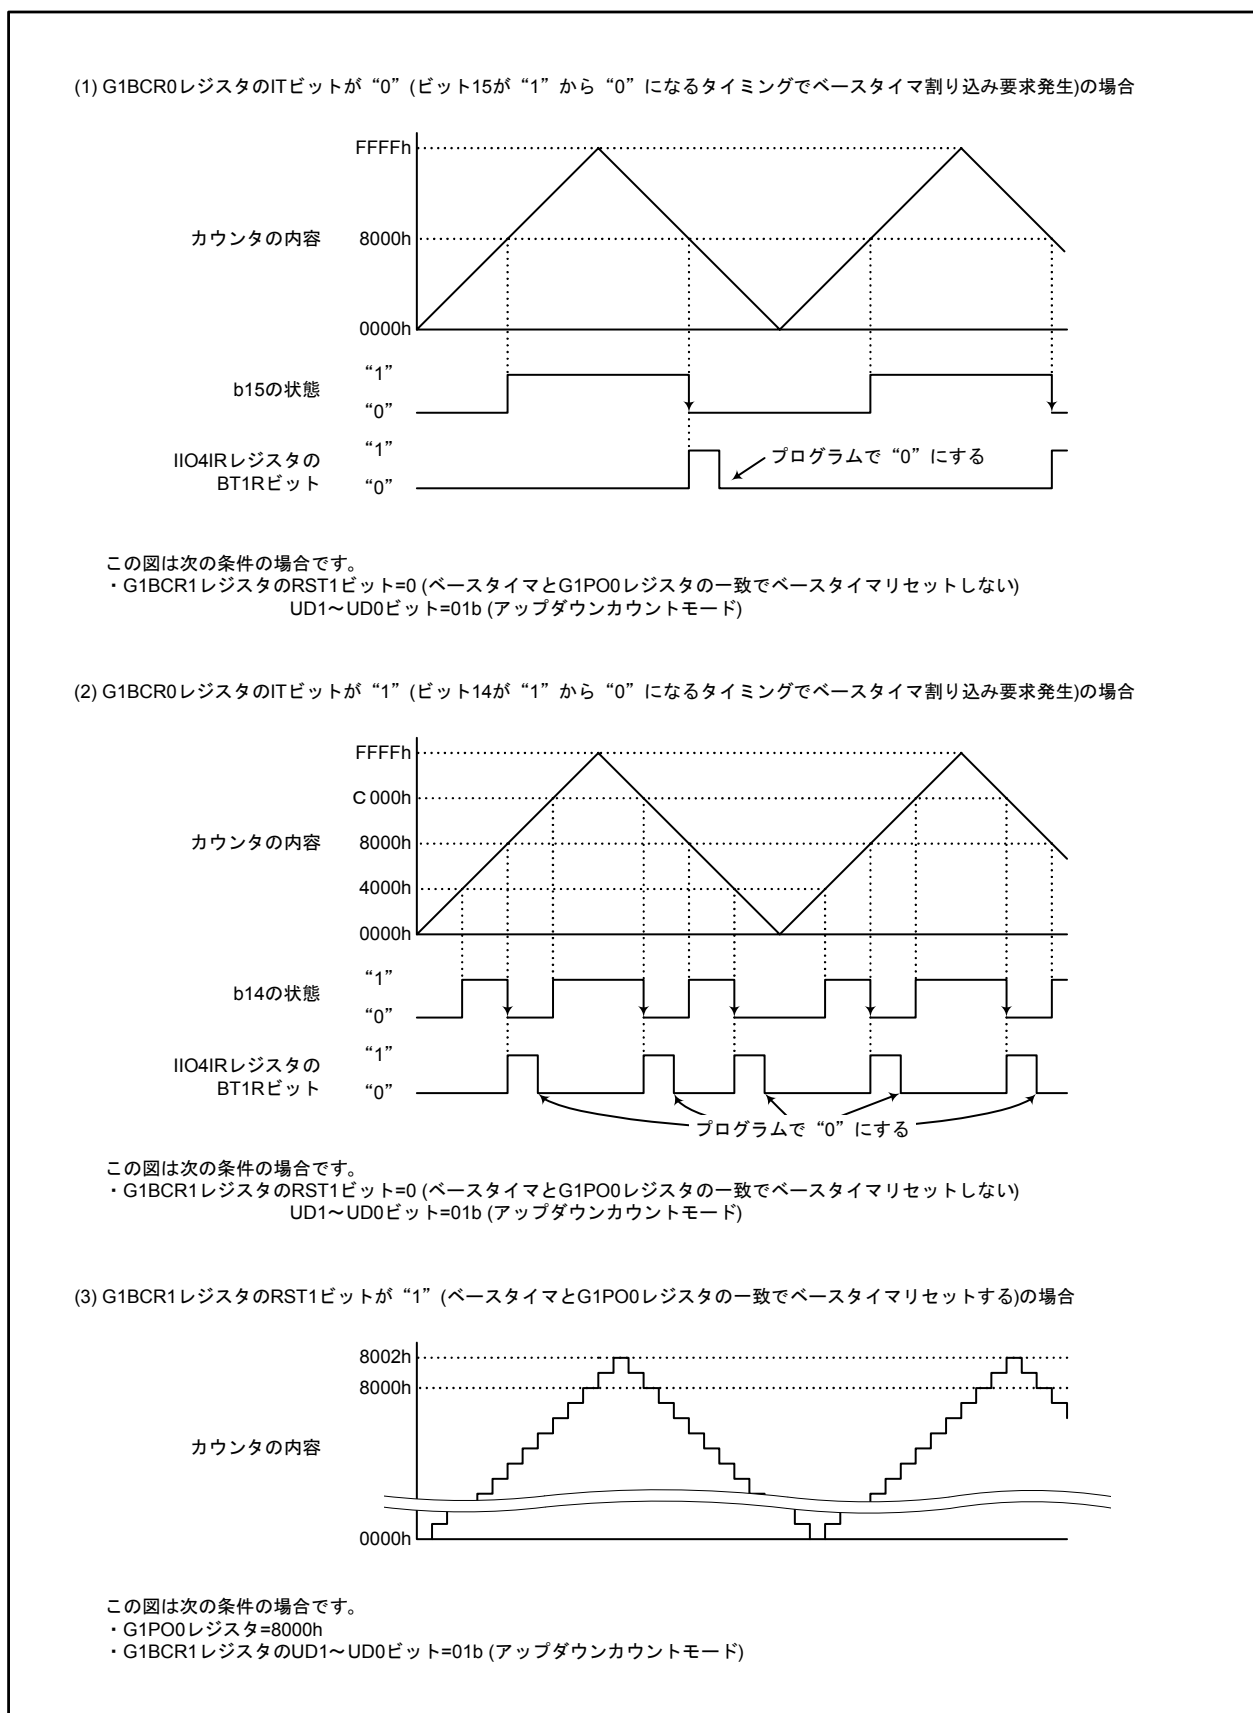 (1) G1BCR0レジスタのITビットが“0”(ビット15が“1”から“0”になるタイミングでベースタイマ割り込み要求発生)の場合
FFFFh
カウンタの内容
8000h
0000h
“1”
b15の状態
“0”
“1”
IIO4IRレジスタの
BT1Rビット
“0”
プログラムで“0”にする
この図は次の条件の場合です。
・G1BCR1レジスタのRST1ビット=0 (ベースタイマとG1PO0レジスタの一致でベースタイマリセットしない)
UD1～UD0ビット=01b (アップダウンカウントモード)
(2) G1BCR0レジスタのITビットが“1”(ビット14が“1”から“0”になるタイミングでベースタイマ割り込み要求発生)の場合
FFFFh
C000h
カウンタの内容
8000h
4000h
0000h
“1”
b14の状態
“0”
“1”
IIO4IRレジスタの
BT1Rビット
“0”
プログラムで“0”にする
この図は次の条件の場合です。
・G1BCR1レジスタのRST1ビット=0 (ベースタイマとG1PO0レジスタの一致でベースタイマリセットしない)
UD1～UD0ビット=01b (アップダウンカウントモード)
(3) G1BCR1レジスタのRST1ビットが“1”(ベースタイマとG1PO0レジスタの一致でベースタイマリセットする)の場合
8002h
8000h
カウンタの内容
0000h
この図は次の条件の場合です。
・G1PO0レジスタ=8000h
・G1BCR1レジスタのUD1～UD0ビット=01b (アップダウンカウントモード)